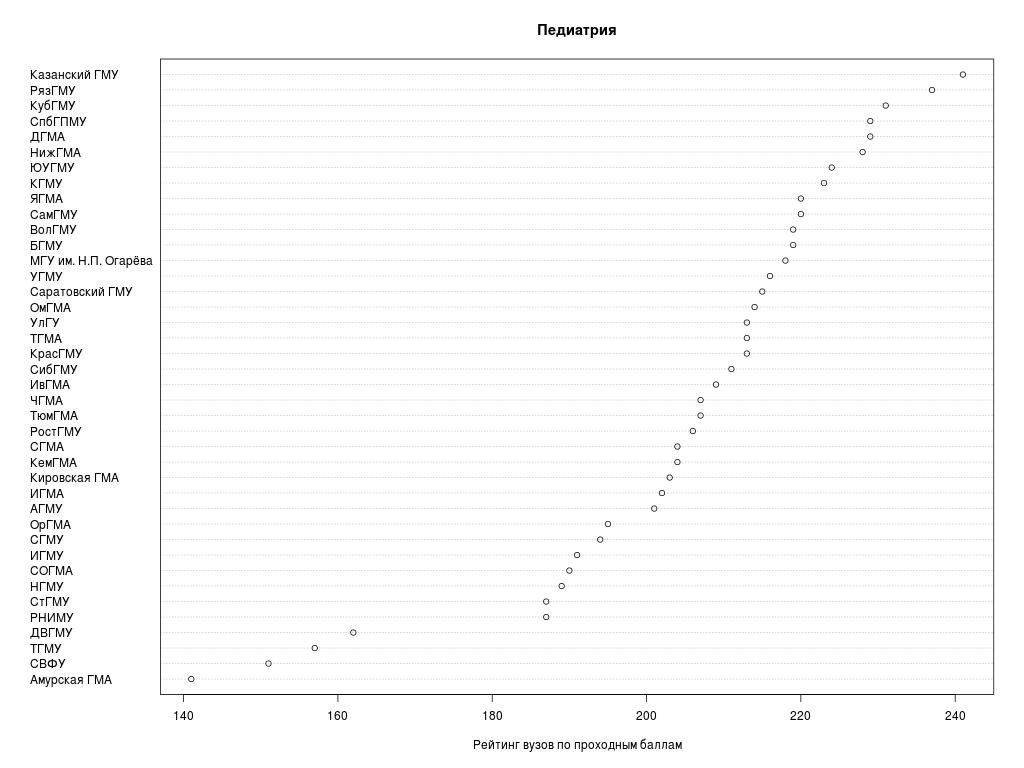 Педиатрия
Казанский ГМУ
РязГМУ
КубГМУ
СпбГПМУ
ДГМА
НижГМА
ЮУГМУ
КГМУ
ЯГМА
СамГМУ
ВолГМУ
БГМУ
МГУ им. Н.П. Огарёва
УГМУ
Саратовский ГМУ
ОмГМА
УлГУ
ТГМА
КрасГМУ
СибГМУ
ИвГМА
ЧГМА
ТюмГМА
РостГМУ
СГМА
КемГМА
Кировская ГМА
ИГМА
АГМУ
ОрГМА
СГМУ
ИГМУ
СОГМА
НГМУ
СтГМУ
РНИМУ
ДВГМУ
ТГМУ
СВФУ
Амурская ГМА
140 160 180 200 220 240
Рейтинг вузов по проходным баллам